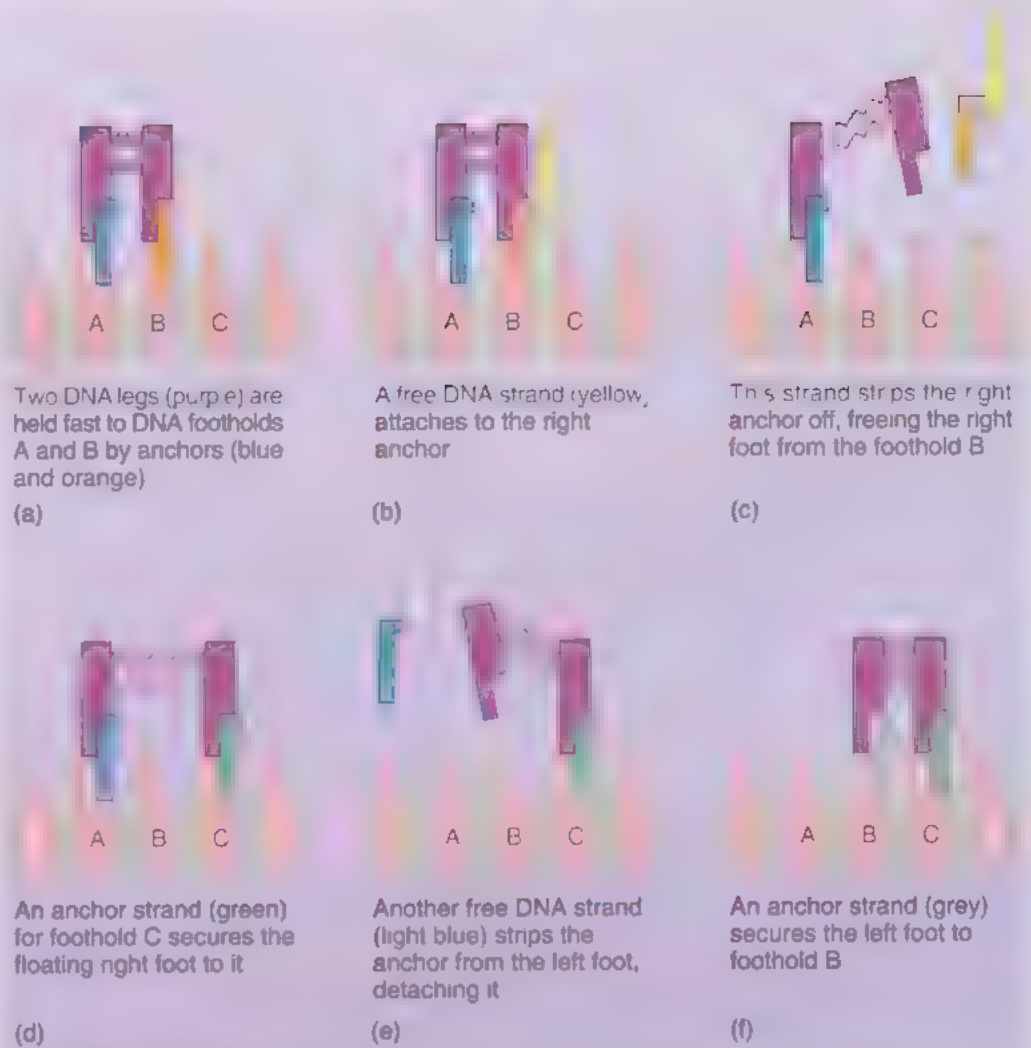 A B C
A B C
A B C
Two DNA legs (purple) are
held fast to DNA footholds
A and B by anchors (blue
and orange)
(a)
A free DNA strand (yellow,
attaches to the right
anchor
(b)
This strand strips the right
anchor off, freeing the right
foot from the foothold B
(c)
A B C
A B C
A B C
An anchor strand (green)
for foothold C secures the
floating right foot to it
(d)
Another free DNA strand
(light blue) strips the
anchor from the left foot,
detaching it
(e)
An anchor strand (grey)
secures the left foot to
foothold B
(f)